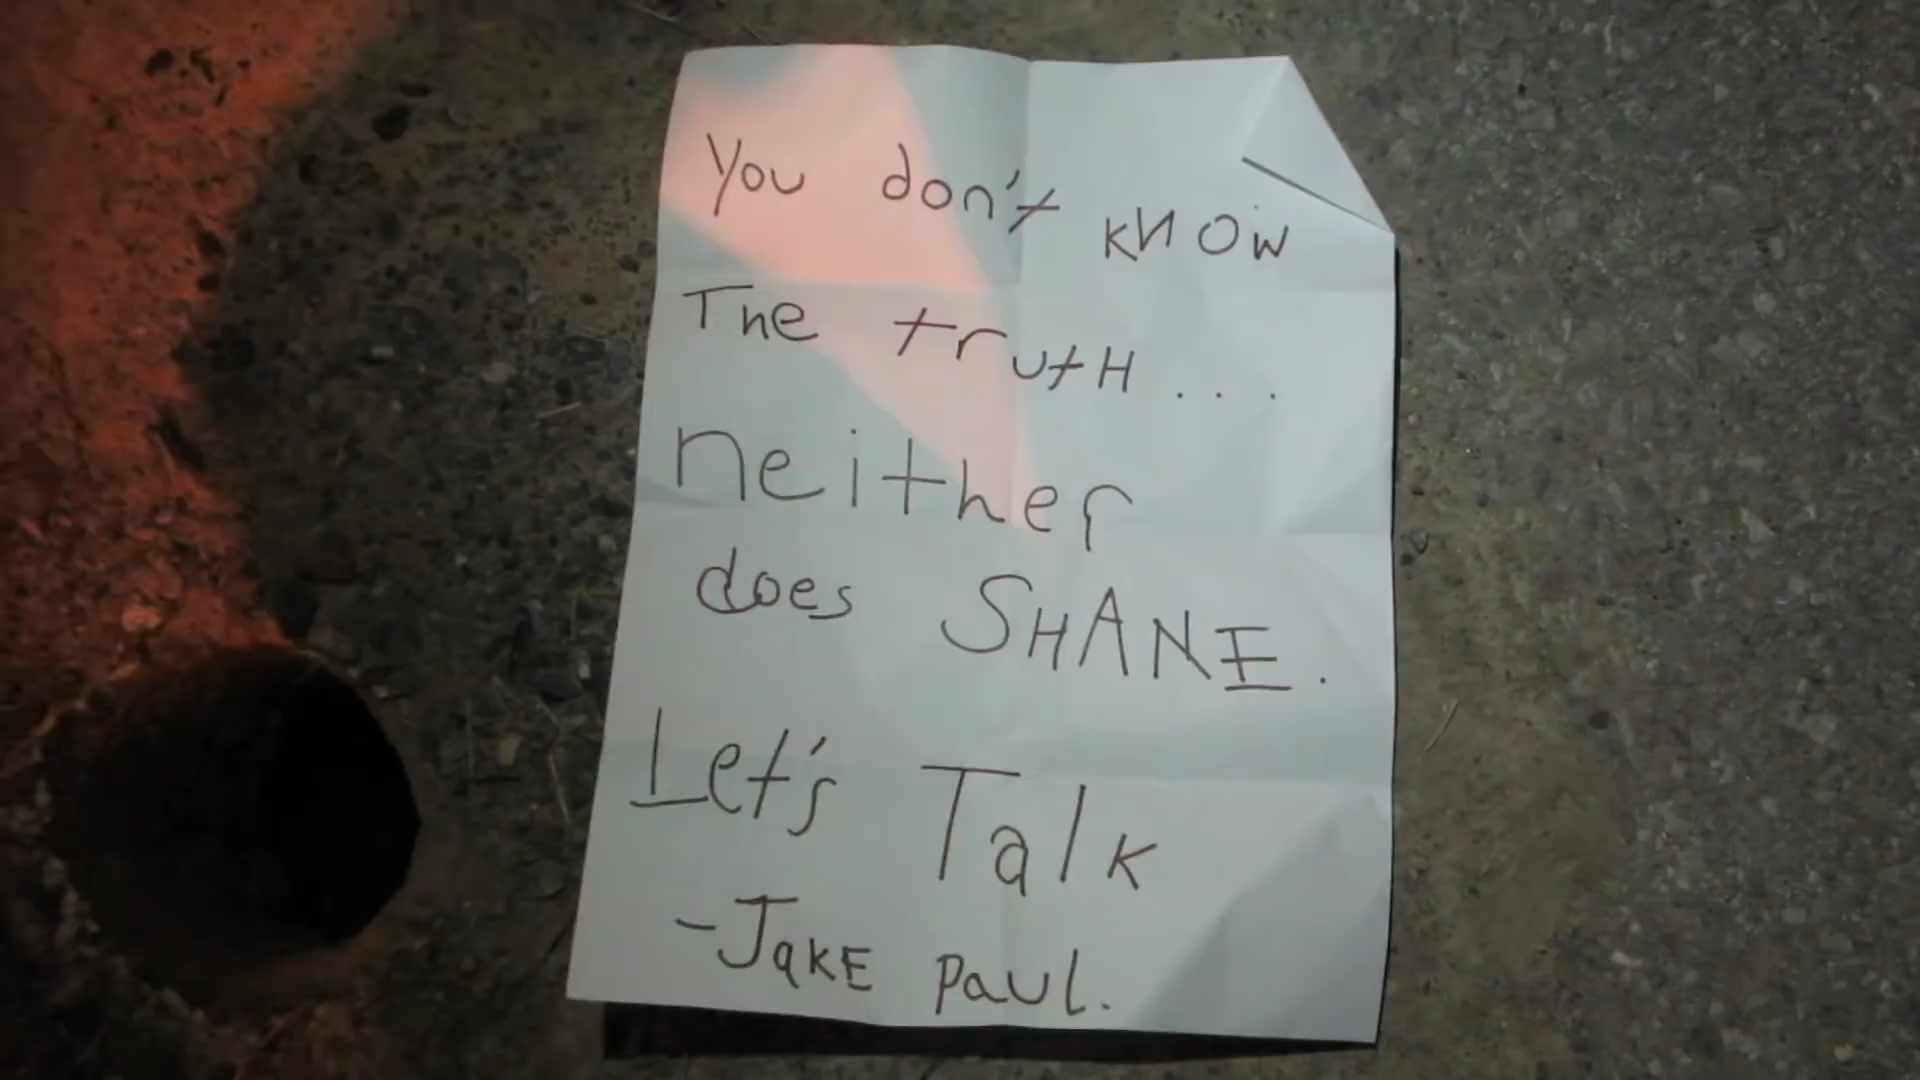 You don't know
The truth...
neither
does SHANE.
Let's Talk
-JakE paul.